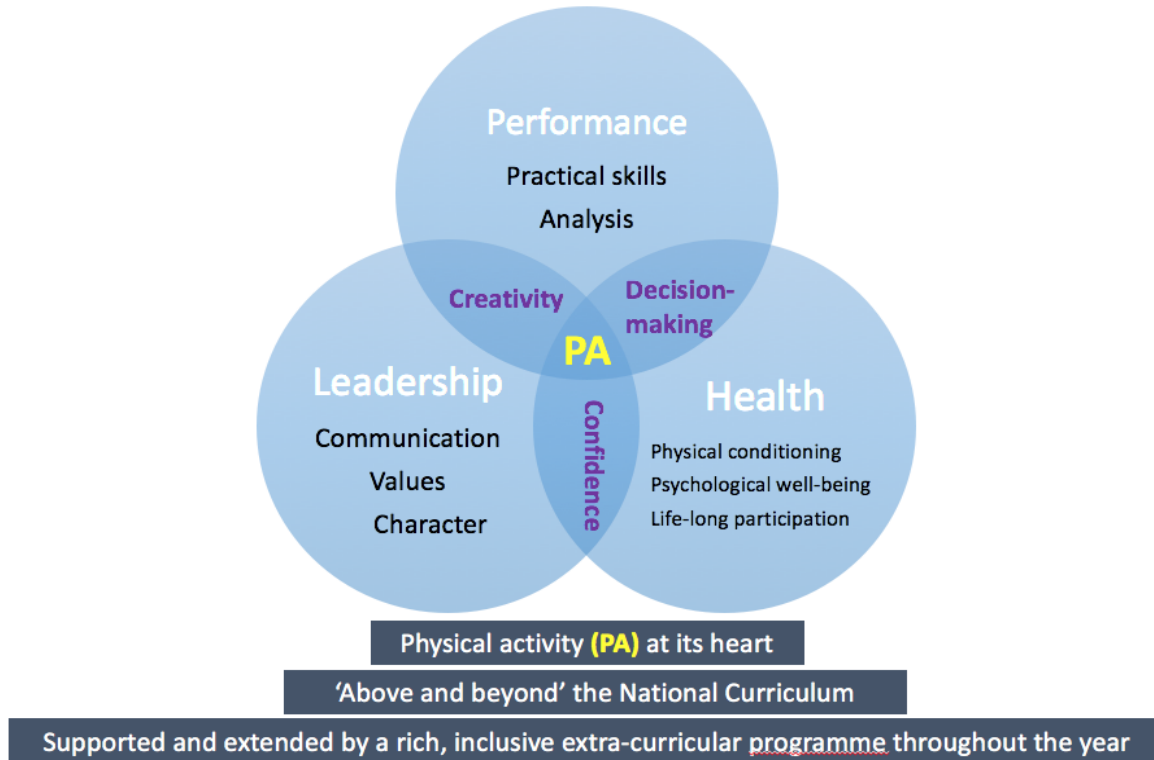 Performance
Practical skills
Analysis
Creativity
Decision-
making
PA
Leadership
Communication
Values
Character
Confidence
Health
Physical conditioning
Psychological well-being
Life-long participation
Physical activity (PA) at its heart
‘Above and beyond’ the National Curriculum
Supported and extended by a rich, inclusive extra-curricular programme throughout the year